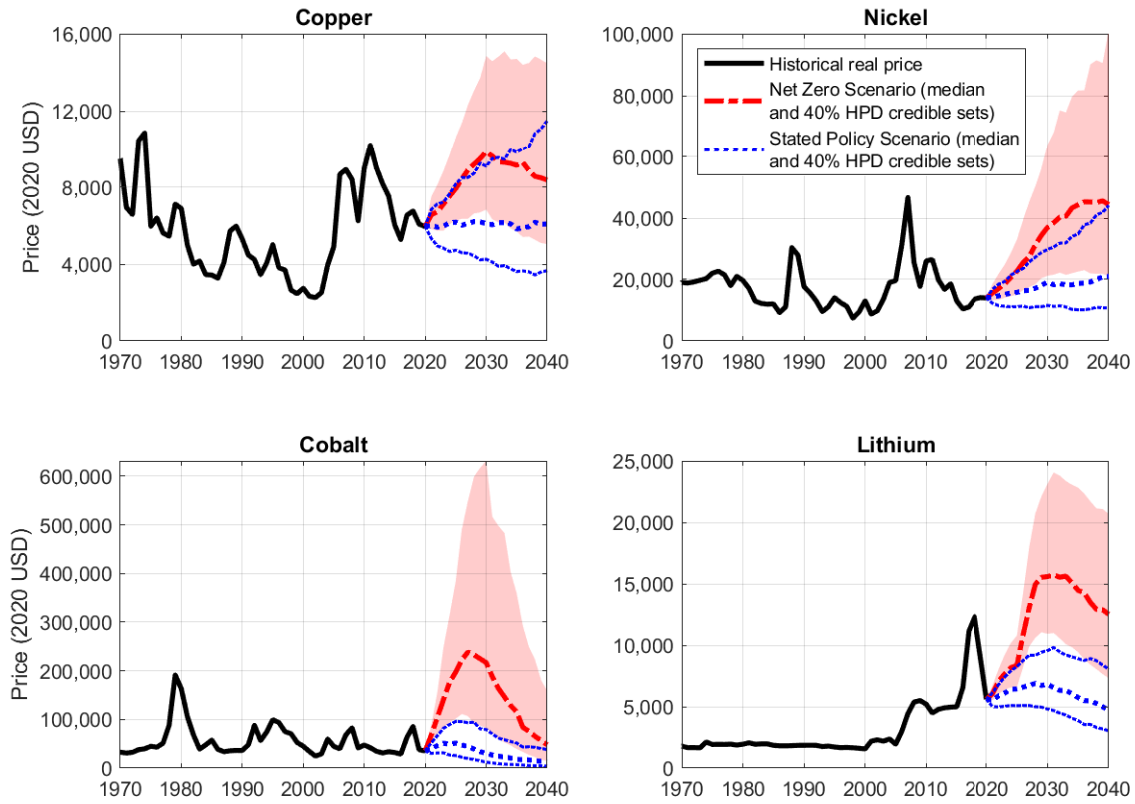 Copper
Nickel
16,000
12,000
8,000
4,000
0
Price (2020 USD)
1970 1980 1990 2000 2010 2020 2030 2040
100,000
80,000
60,000
40,000
20,000
0
1970 1980 1990 2000 2010 2020 2030 2040
Historical real price
Net Zero Scenario (median
and 40% HPD credible sets)
Stated Policy Scenario (median
and 40% HPD credible sets)
Cobalt
Lithium
600,000
500,000
400,000
300,000
200,000
100,000
0
Price (2020 USD)
1970 1980 1990 2000 2010 2020 2030 2040
25,000
20,000
15,000
10,000
5,000
0
1970 1980 1990 2000 2010 2020 2030 2040